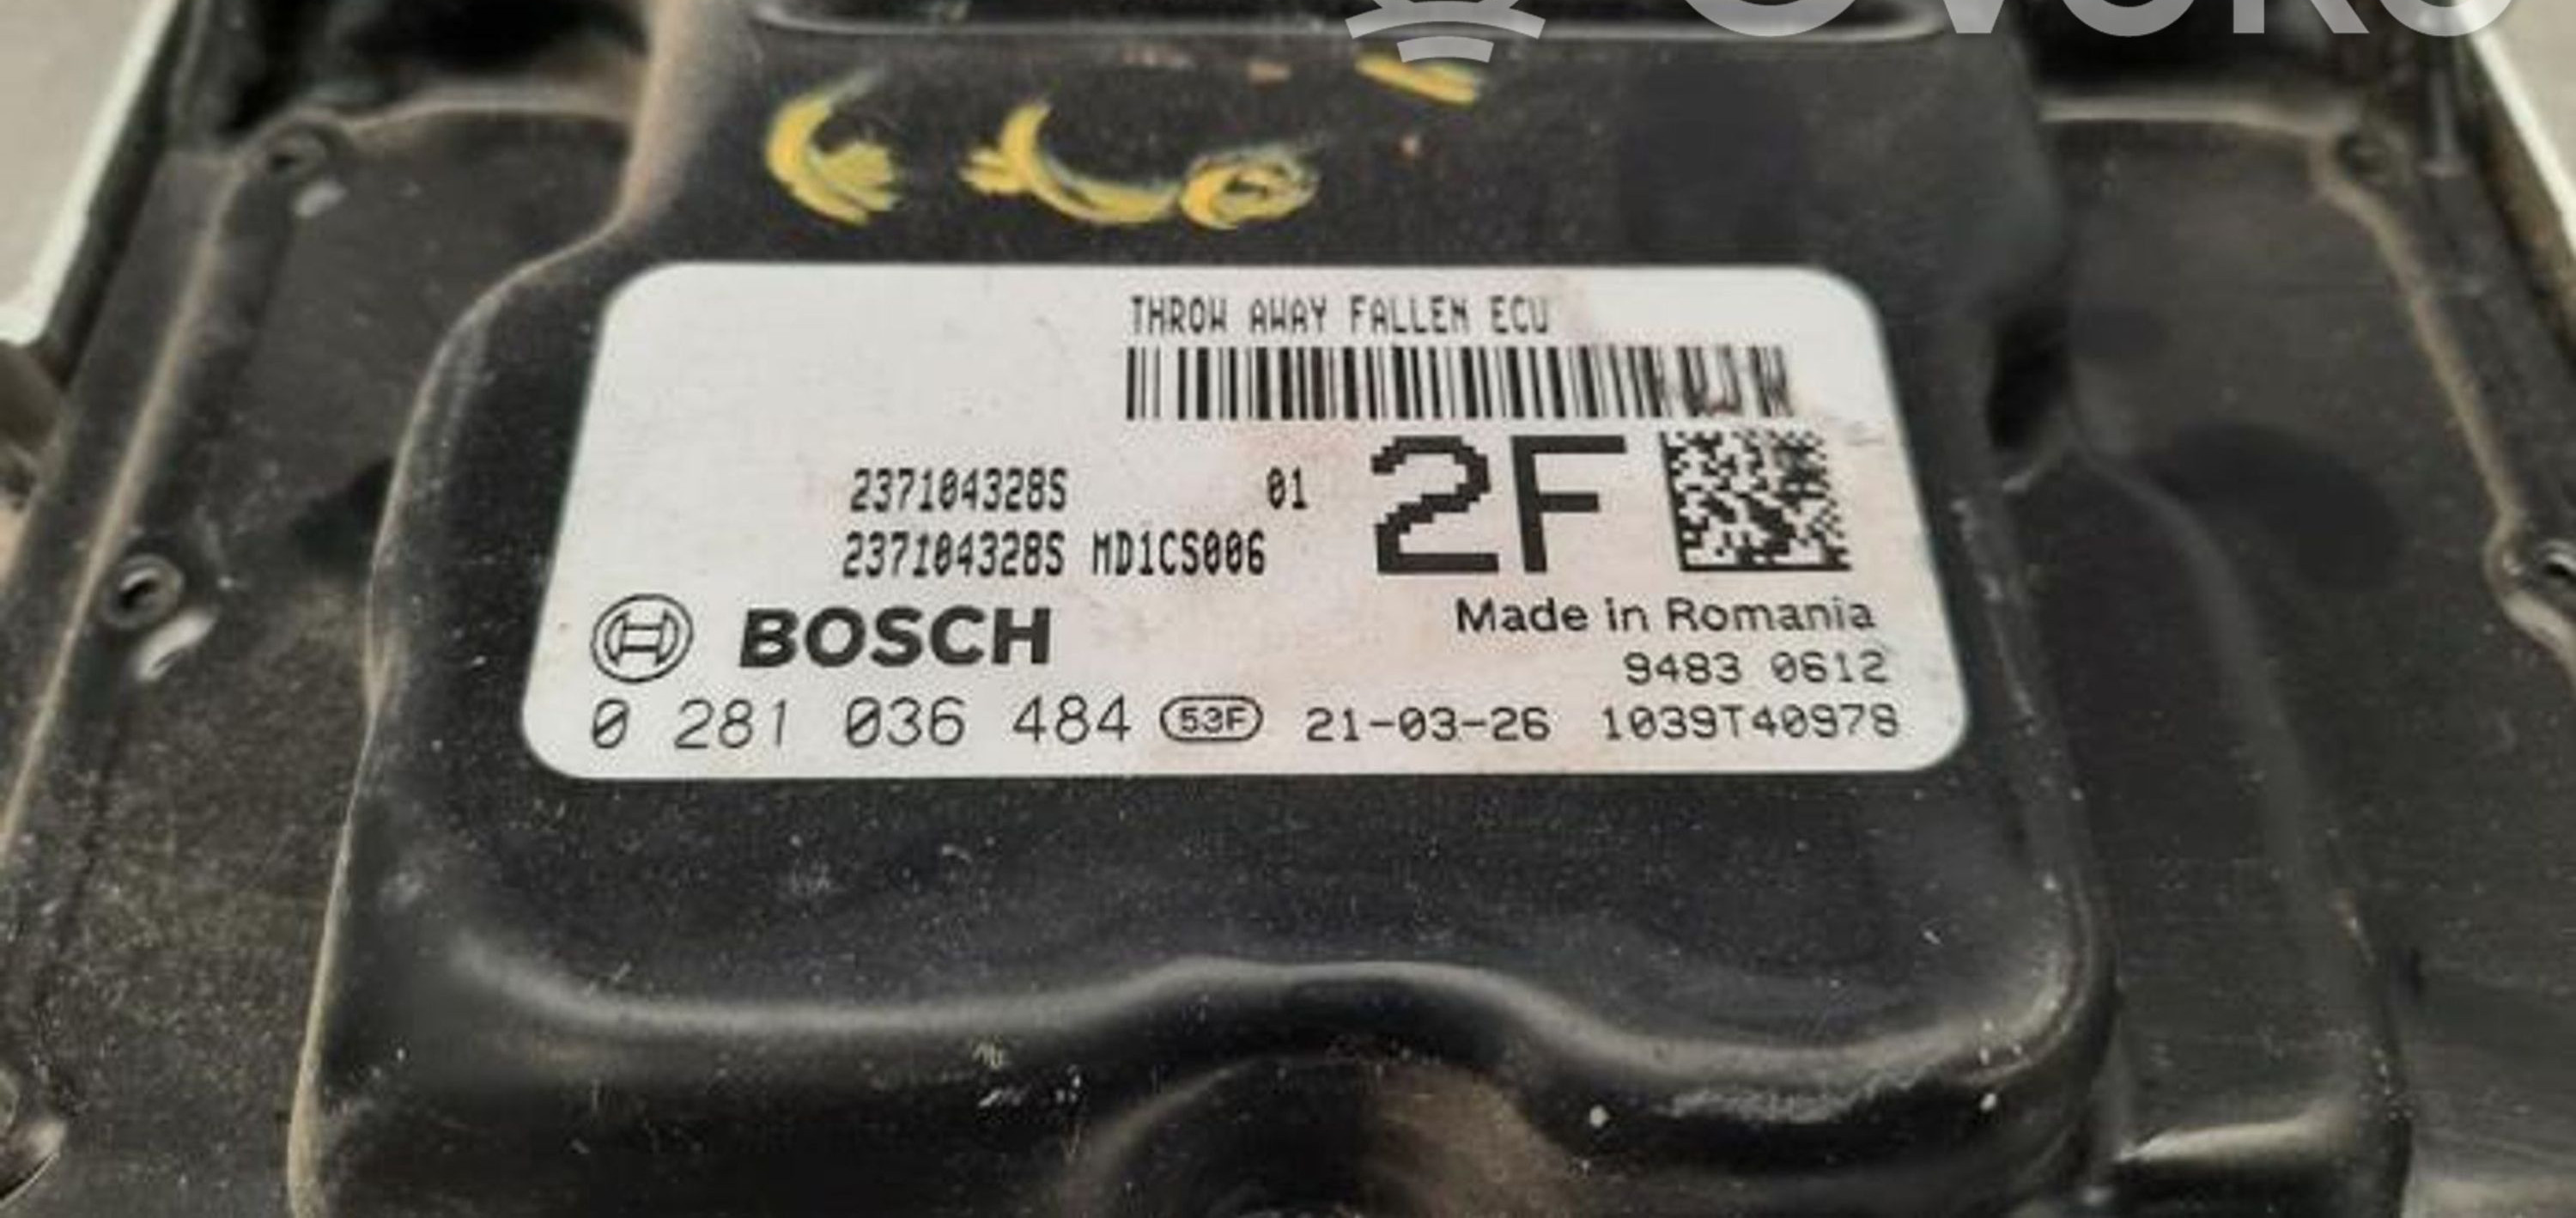 THROW AWAY FALLEN ECU
237104328S 01
237104328S MD1CS006
2F
BOSCH
Made in Romania
9483 0612
0 281 036 484 53F 21-03-26 1039T40978